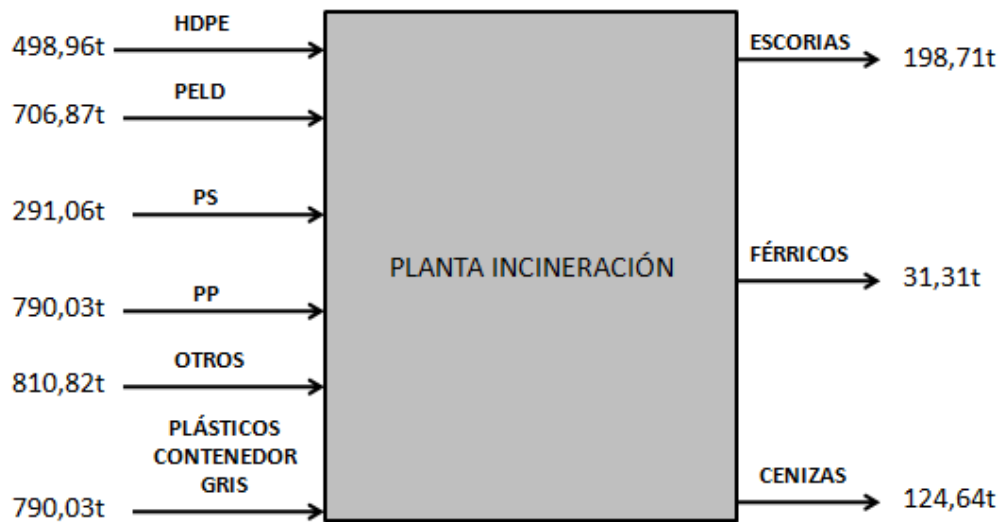 HDPE
498,96t
PELD
706,87t
PS
291,06t
PP
790,03t
OTROS
810,82t
PLÁSTICOS
CONTENEDOR
GRIS
790,03t
PLANTA INCINERACIÓN
ESCORIAS
198,71t
FÉRRICOS
31,31t
CENIZAS
124,64t